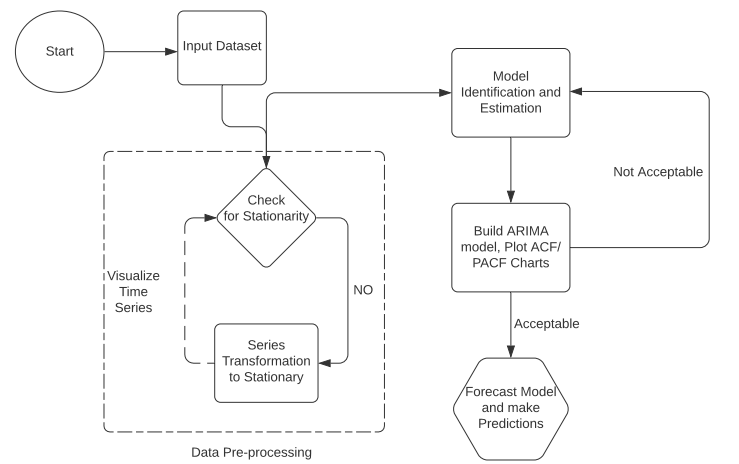 Start
Input Dataset
Check
for Stationarity
NO
Visualize
Time
Series
Series
Transformation
to Stationary
Data Pre-processing
Model
Identification and
Estimation
Not Acceptable
Build ARIMA
model, Plot ACF/
PACF Charts
Acceptable
Forecast Model
and make
Predictions